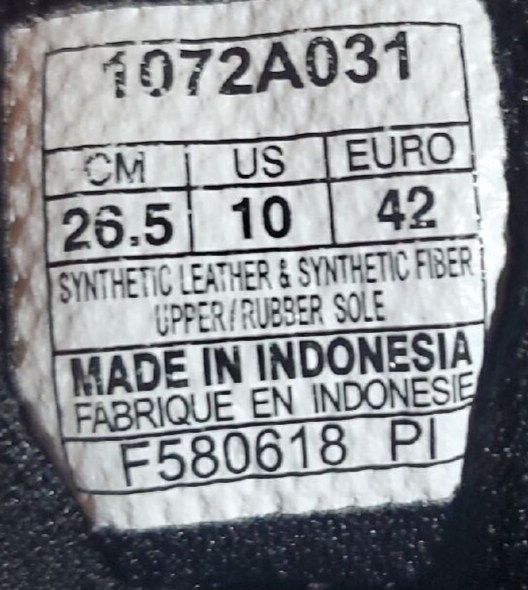 1072A031
CM US EURO
26.5 10 42
SYNTHETIC LEATHER & SYNTHETIC FIBER
UPPER/RUBBER SOLE
MADE IN INDONESIA
FABRIQUE EN INDONESIE
F580618 PI